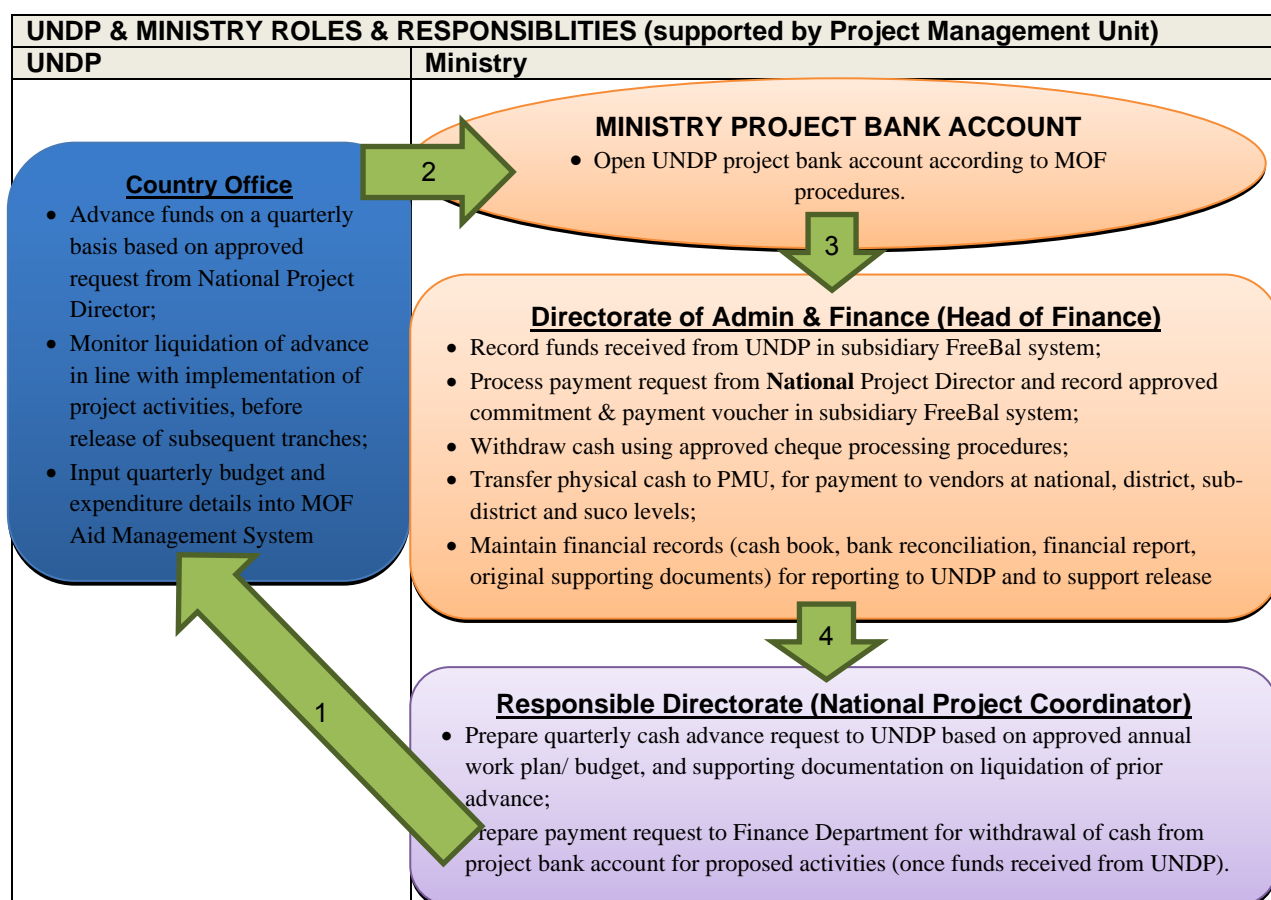 UNDP & MINISTRY ROLES & RESPONSIBLITIES (supported by Project Management Unit)
UNDP
Ministry
MINISTRY PROJECT BANK ACCOUNT
• Open UNDP project bank account according to MOF
procedures.
2
Country Office
• Advance funds on a quarterly
basis based on approved
request from National Project
Director;
• Monitor liquidation of advance
in line with implementation of
project activities, before
release of subsequent tranches;
• Input quarterly budget and
expenditure details into MOF
Aid Management System
3
Directorate of Admin & Finance (Head of Finance)
• Record funds received from UNDP in subsidiary FreeBal system;
• Process payment request from National Project Director and record approved
commitment & payment voucher in subsidiary FreeBal system;
• Withdraw cash using approved cheque processing procedures;
• Transfer physical cash to PMU, for payment to vendors at national, district, sub-
district and suco levels;
• Maintain financial records (cash book, bank reconciliation, financial report,
original supporting documents) for reporting to UNDP and to support release
4
1
Responsible Directorate (National Project Coordinator)
• Prepare quarterly cash advance request to UNDP based on approved annual
work plan/ budget, and supporting documentation on liquidation of prior
advance;
repare payment request to Finance Department for withdrawal of cash from
project bank account for proposed activities (once funds received from UNDP).